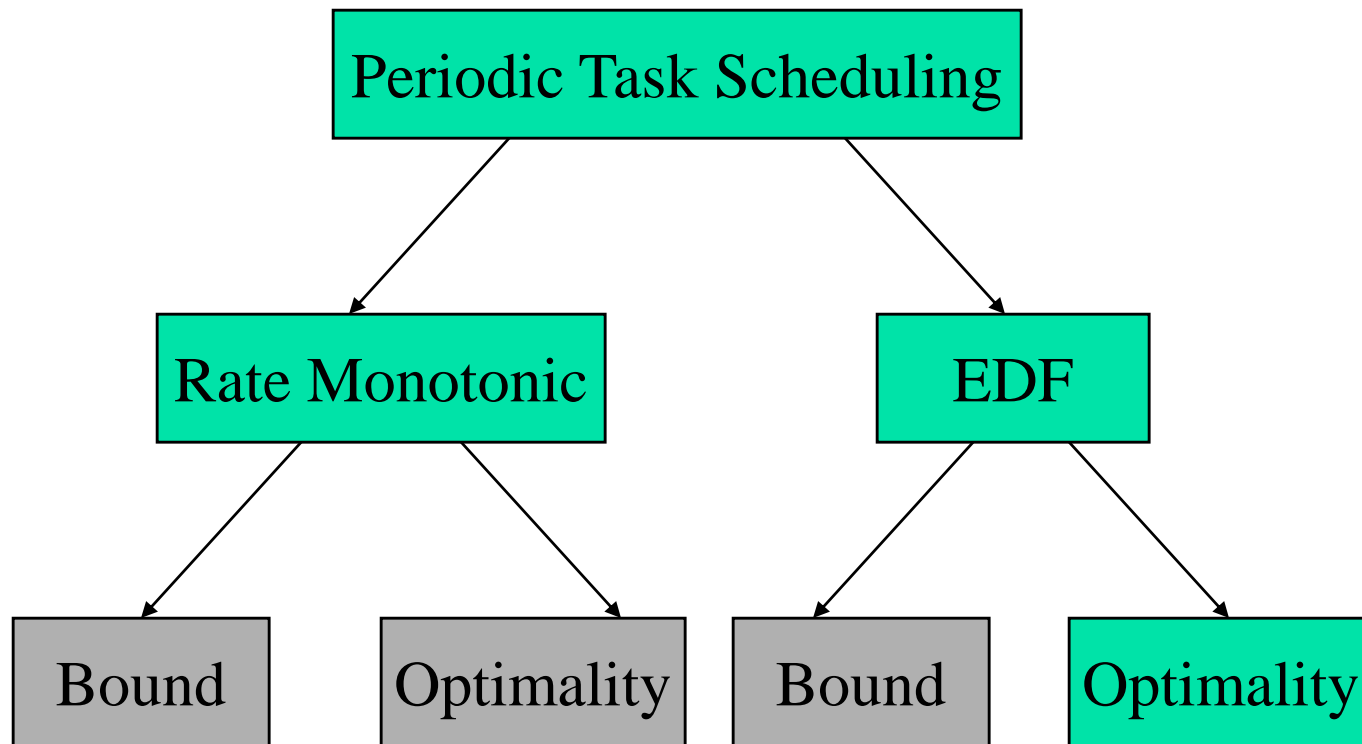 Periodic Task Scheduling
Rate Monotonic
EDF
Bound
Optimality
Bound
Optimality